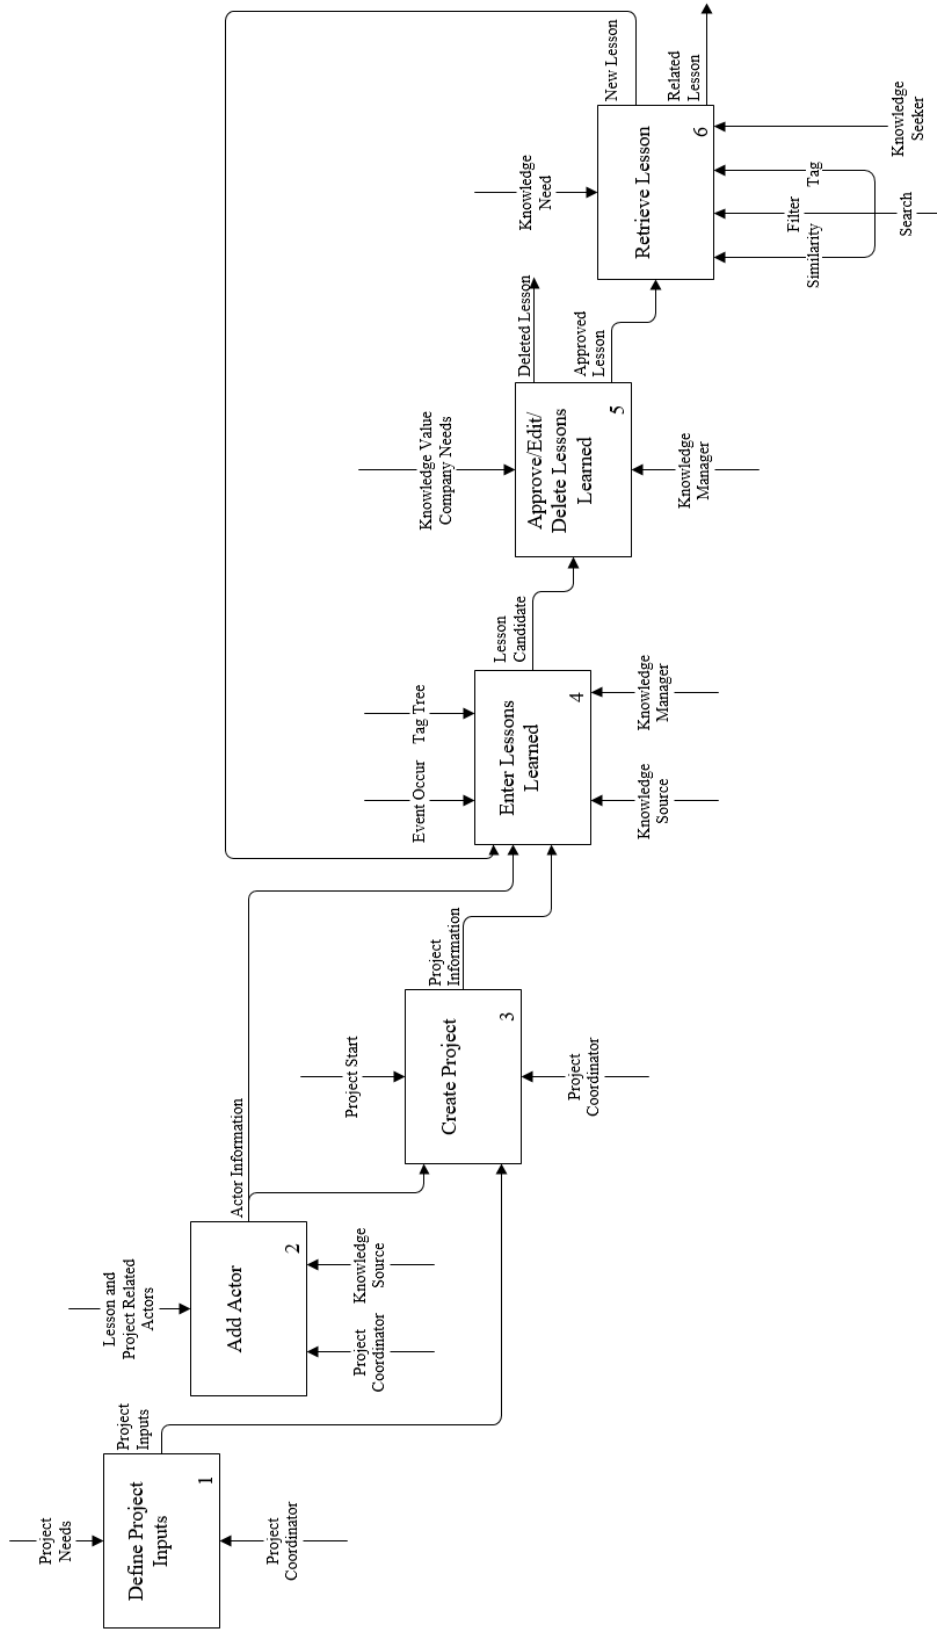 Project
Needs
Define Project
Inputs
1
Project
Coordinator
Project
Inputs
Lesson and
Project Related
Actors
Add Actor
2
Project
Coordinator
Knowledge
Source
Actor Information
Project Start
Create Project
3
Project
Coordinator
Project
Information
Event Occur
Tag Tree
Enter Lessons
Learned
4
Knowledge
Source
Knowledge
Manager
Lesson
Candidate
Knowledge Value
Company Needs
Approve/Edit/
Delete Lessons
Learned
5
Knowledge
Manager
Deleted Lesson
Approved
Lesson
Knowledge
Need
Retrieve Lesson
6
Similarity
Filter
Tag
Search
Knowledge
Seeker
New Lesson
Related
Lesson